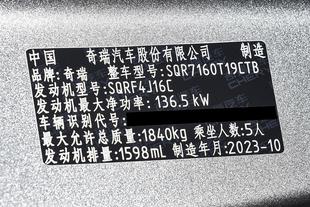 中国 奇瑞汽车股份有限公司 制造
品牌:奇瑞 整车型号:SQR7160T19CTB
发动机型号:SQRF4J16C
发动机最大净功率:136.5 kW
车辆识别代号:
最大允许总质量:1840kg 乘坐人数:5人
发动机排量:1598mL 制造年月:2023-10